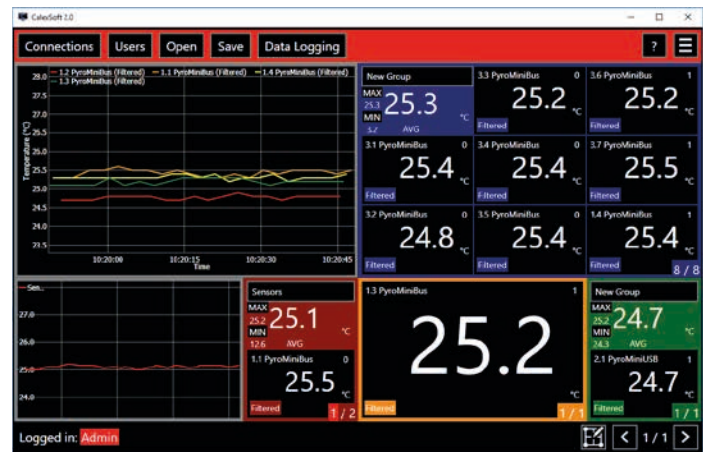 CalexSoft 2.0
Connections Users Open Save Data Logging ?
1.2 PyroMiniBus (Filtered) 1.1 PyroMiniBus (Filtered) 1.4 PyroMiniBus (Filtered)
1.3 PyroMiniBus (Filtered)
Temperature (°C)
28.0
27.5
27.0
26.5
26.0
25.5
25.0
24.5
24.0
23.5
10:20:00 10:20:15 10:20:30 10:20:45
Time
New Group
MAX
25.3
25.3
MIN
3.2
AVG
°C
3.3 PyroMiniBus 0
25.2 °C
Filtered
3.6 PyroMiniBus 1
25.2 °C
Filtered
3.1 PyroMiniBus 0
25.4 °C
Filtered
3.4 PyroMiniBus 0
25.4 °C
Filtered
3.7 PyroMiniBus 1
25.5 °C
Filtered
3.2 PyroMiniBus 0
24.8 °C
Filtered
3.5 PyroMiniBus 0
25.4 °C
Filtered
1.4 PyroMiniBus 1
25.4 °C
Filtered
8 / 8
Sen..
27.0
26.0
25.0
24.0
Sensors
MAX
25.2
25.1
MIN
12.6
AVG
°C
1.1 PyroMiniBus 0
25.5 °C
Filtered
1 / 2
1.3 PyroMiniBus 1
25.2
°C
Filtered
1/1
New Group
MAX
25.2
24.7
MIN
24.3
AVG
°C
2.1 PyroMiniUSB 1
24.7 °C
Filtered
1 / 1
Logged in: Admin
< 1 / 1 >